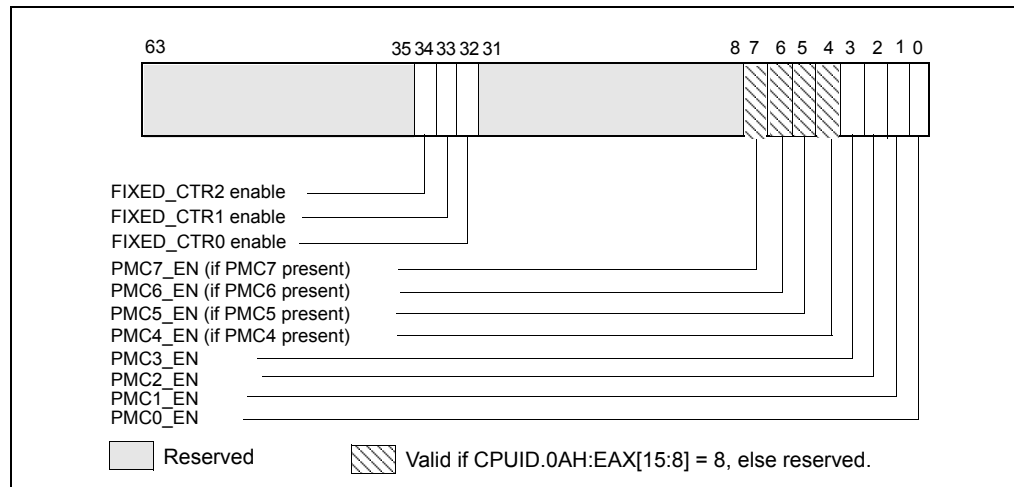 63 35 34 33 32 31 8 7 6 5 4 3 2 1 0
FIXED_CTR2 enable
FIXED_CTR1 enable
FIXED_CTR0 enable
PMC7_EN (if PMC7 present)
PMC6_EN (if PMC6 present)
PMC5_EN (if PMC5 present)
PMC4_EN (if PMC4 present)
PMC3_EN
PMC2_EN
PMC1_EN
PMC0_EN
Reserved Valid if CPUID.0AH:EAX[15:8] = 8, else reserved.